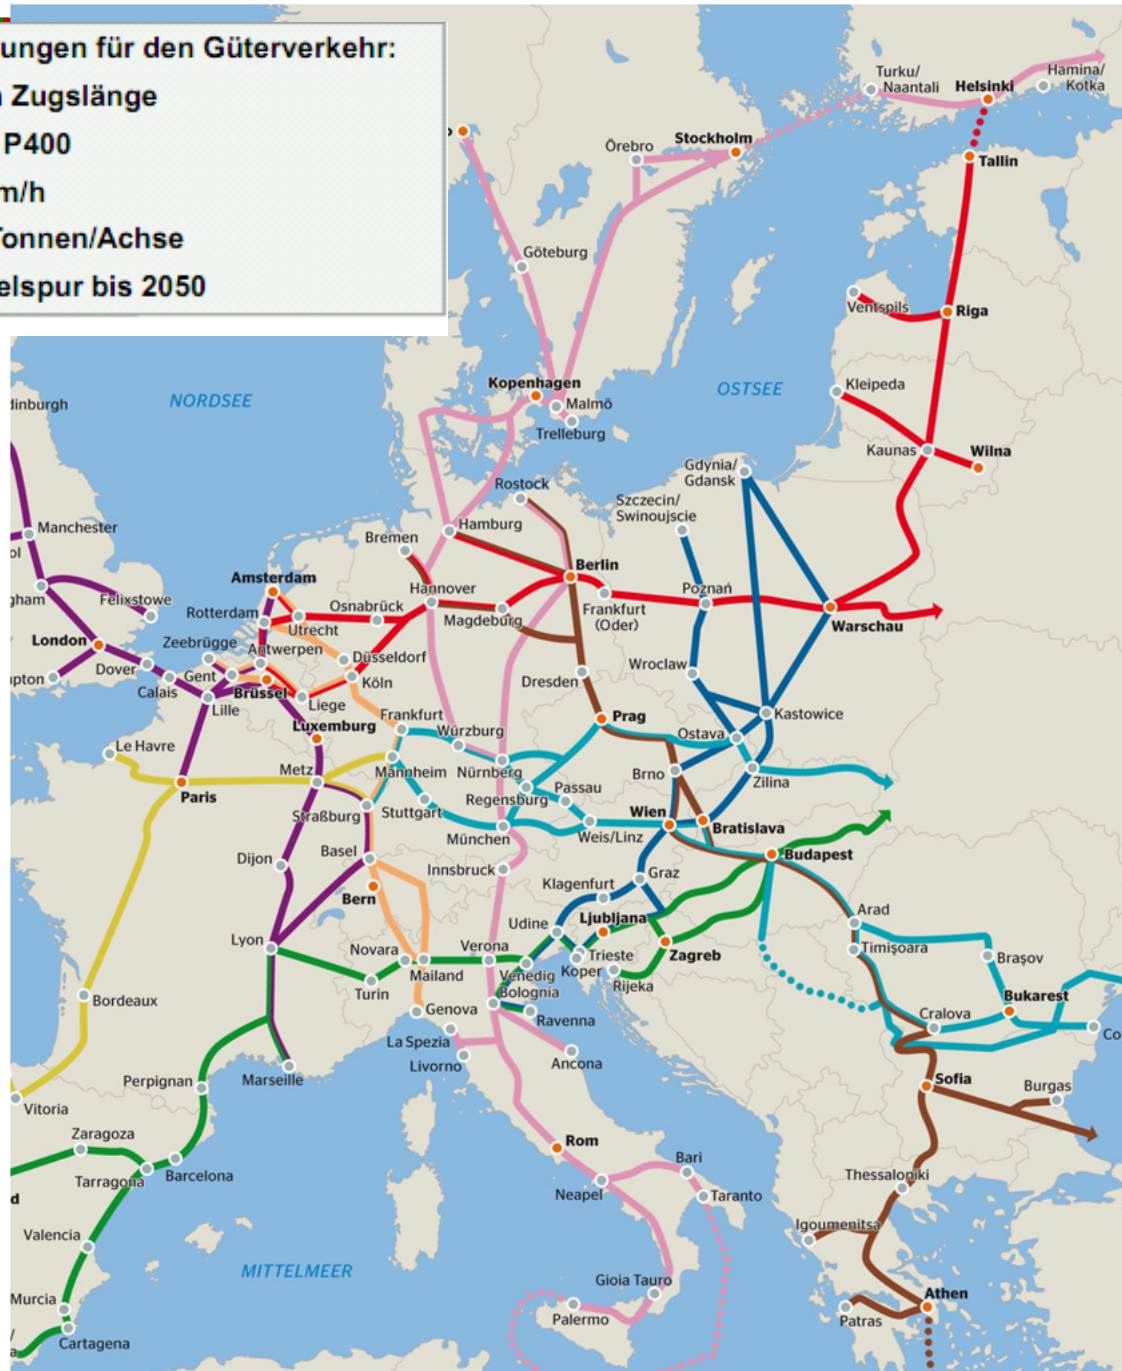 ungen für den Güterverkehr:
Zugslänge
P400
m/h
Tonnen/Achse
elspur bis 2050
Turku/
Naantali
Helsinki
Hamina/
Kotka
Örebro
Stockholm
Tallin
Göteburg
Ventspils
Riga
NORDSEE
Kopenhagen
OSTSEE
Kleipeda
dinburgh
Malmö
Trelleburg
Kaunas
Wilna
Gdynia/
Gdansk
Rostock
Szczecin/
Swinoujscie
Manchester
ol
Hamburg
Bremen
Berlin
Amsterdam
gham
Felixstowe
Hannover
Poznań
Rotterdam
Osnabrück
Magdeburg
Frankfurt
(Oder)
Utrecht
Warschau
London
Zeebrügge
Antwerpen
Düsseldorf
Wroclaw
Dover
Gent
Köln
Dresden
pton
Calais
Brüssel
Lille
Liege
Luxemburg
Frankfurt
Würzburg
Prag
Kastowice
Ostava
Le Havre
Metz
Mannheim
Nürnberg
Brno
Zilina
Paris
Regensburg
Passau
Straßburg
Stuttgart
Wien
Bratislava
München
Weis/Linz
Dijon
Basel
Budapest
Innsbruck
Klagenfurt
Graz
Bern
Udine
Ljubljana
Arad
Lyon
Novara
Verona
Trieste
Zagreb
Timişoara
Braşov
Mailand
Venedig
Koper
Rijeka
Turin
Bolognia
Bukarest
Bordeaux
Genova
Ravenna
Cralova
Co
La Spezia
Livorno
Ancona
Marseille
Perpignan
Sofia
Burgas
Vitoria
Zaragoza
Rom
Bari
Tarragona
Barcelona
Neapel
Taranto
Thessaloniki
d
Valencia
Igoumenitsa
MITTELMEER
Gioia Tauro
Murcia
Palermo
Athen
Patras
/
a
Cartagena